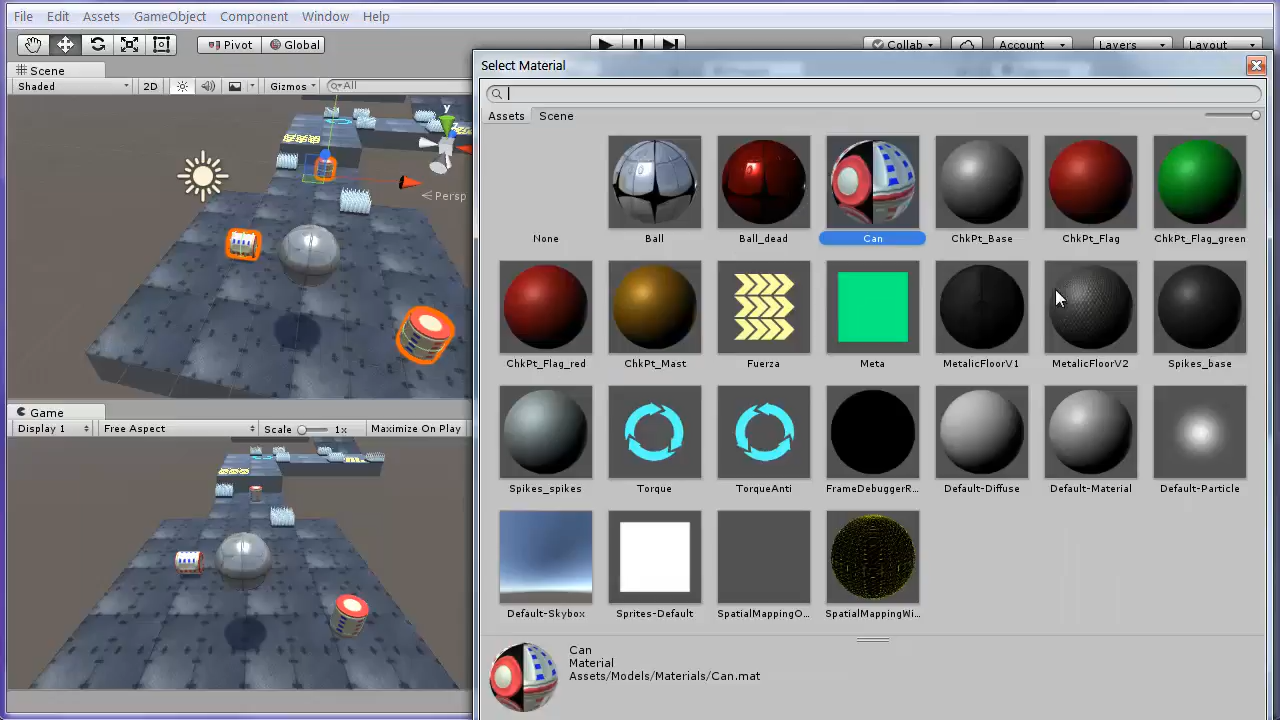 File Edit Assets GameObject Component Window Help
Pivot Global Collab Account Layers Layout
Scene
Shaded 2D Gizmos All
y
Persp
Game
Display 1 Free Aspect Scale 1x Maximize On Play
Select Material
Assets Scene
None Ball Ball_dead Can ChkPt_Base ChkPt_Flag ChkPt_Flag_green
ChkPt_Flag_red ChkPt_Mast Fuerza Meta MetalicFloorV1 MetalicFloorV2 Spikes_base
Spikes_spikes Torque TorqueAnti FrameDebuggerR... Default-Diffuse Default-Material Default-Particle
Default-Skybox Sprites-Default SpatialMappingO... SpatialMappingWi...
Can
Material
Assets/Models/Materials/Can.mat